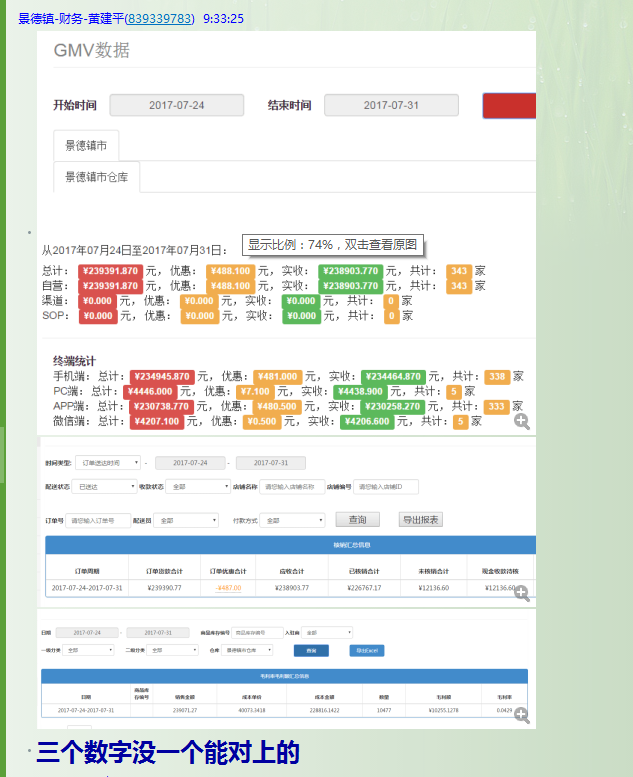 景德镇-财务-黄建平(839339783) 9:33:25
GMV数据
开始时间 2017-07-24 结束时间 2017-07-31
景德镇市
景德镇市仓库
显示比例：74%，双击查看原图
从2017年07月24日至2017年07月31日：
总计： ¥239391.870 元，优惠： ¥488.100 元，实收： ¥238903.770 元，共计： 343 家
自营： ¥239391.870 元，优惠： ¥488.100 元，实收： ¥238903.770 元，共计： 343 家
渠道： ¥0.000 元，优惠： ¥0.000 元，实收： ¥0.000 元，共计： 0 家
SOP： ¥0.000 元，优惠： ¥0.000 元，实收： ¥0.000 元，共计： 0 家
终端统计
手机端：总计： ¥234945.870 元，优惠： ¥481.000 元，实收： ¥234464.870 元，共计： 338 家
PC端：总计： ¥4446.000 元，优惠： ¥7.100 元，实收： ¥4438.900 元，共计： 5 家
APP端：总计： ¥230738.770 元，优惠： ¥480.500 元，实收： ¥230258.270 元，共计： 333 家
微信端：总计： ¥4207.100 元，优惠： ¥0.500 元，实收： ¥4206.600 元，共计： 5 家
时间类型: 订单送达时间 - 2017-07-24 - 2017-07-31
配送状态 已送达 收款状态 全部 店铺名称 请您输入店铺名称 店铺编号 请您输入店铺ID
订单号 请您输入订单号 配送员 全部 付款方式 全部 查询 导出报表
核销汇总信息
订单周期 订单货款合计 订单优惠合计 应收合计 已核销合计 未核销合计 现金收款待核
2017-07-24-2017-07-31 ¥239390.77 -¥487.00 ¥238903.77 ¥226767.17 ¥12136.60 ¥12136.60
日期 2017-07-24 - 2017-07-31 商品库存编号 商品库存编号 入驻商 全部
一级分类 全部 二级分类 全部 仓库 景德镇市仓库 查询 导出Excel
毛利率毛利额汇总信息
日期 商品库存编号 销售金额 成本单价 成本金额 数量 毛利额 毛利率
2017-07-24-2017-07-31 239071.27 40073.3418 228816.1422 10477 ¥10255.1278 0.0429
三个数字没一个能对上的